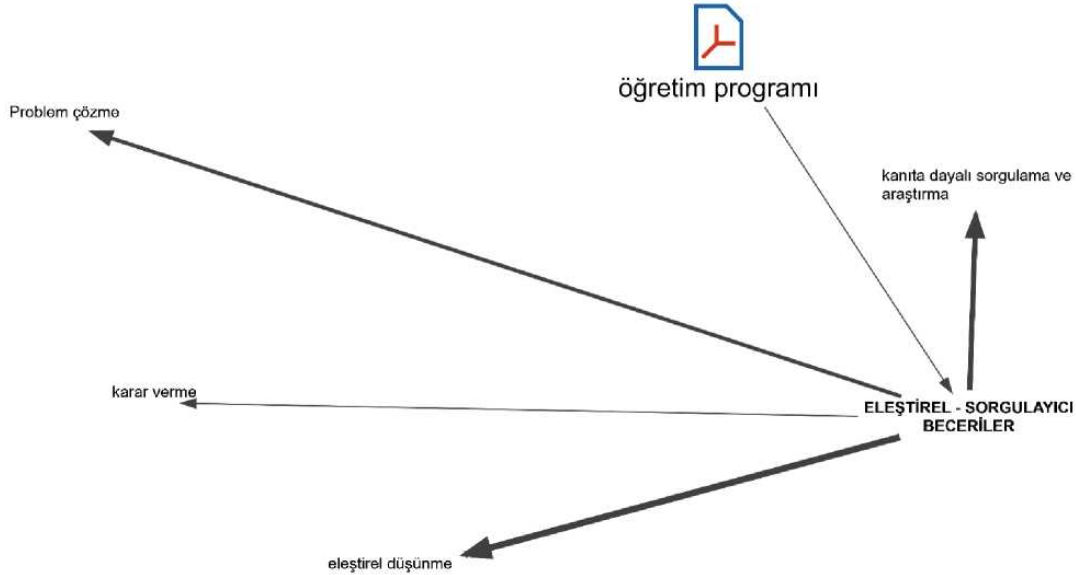 öğretim programı
Problem çözme
kanıta dayalı sorgulama ve
araştırma
karar verme
ELEŞTİREL - SORGULAYICI
BECERİLER
eleştirel düşünme